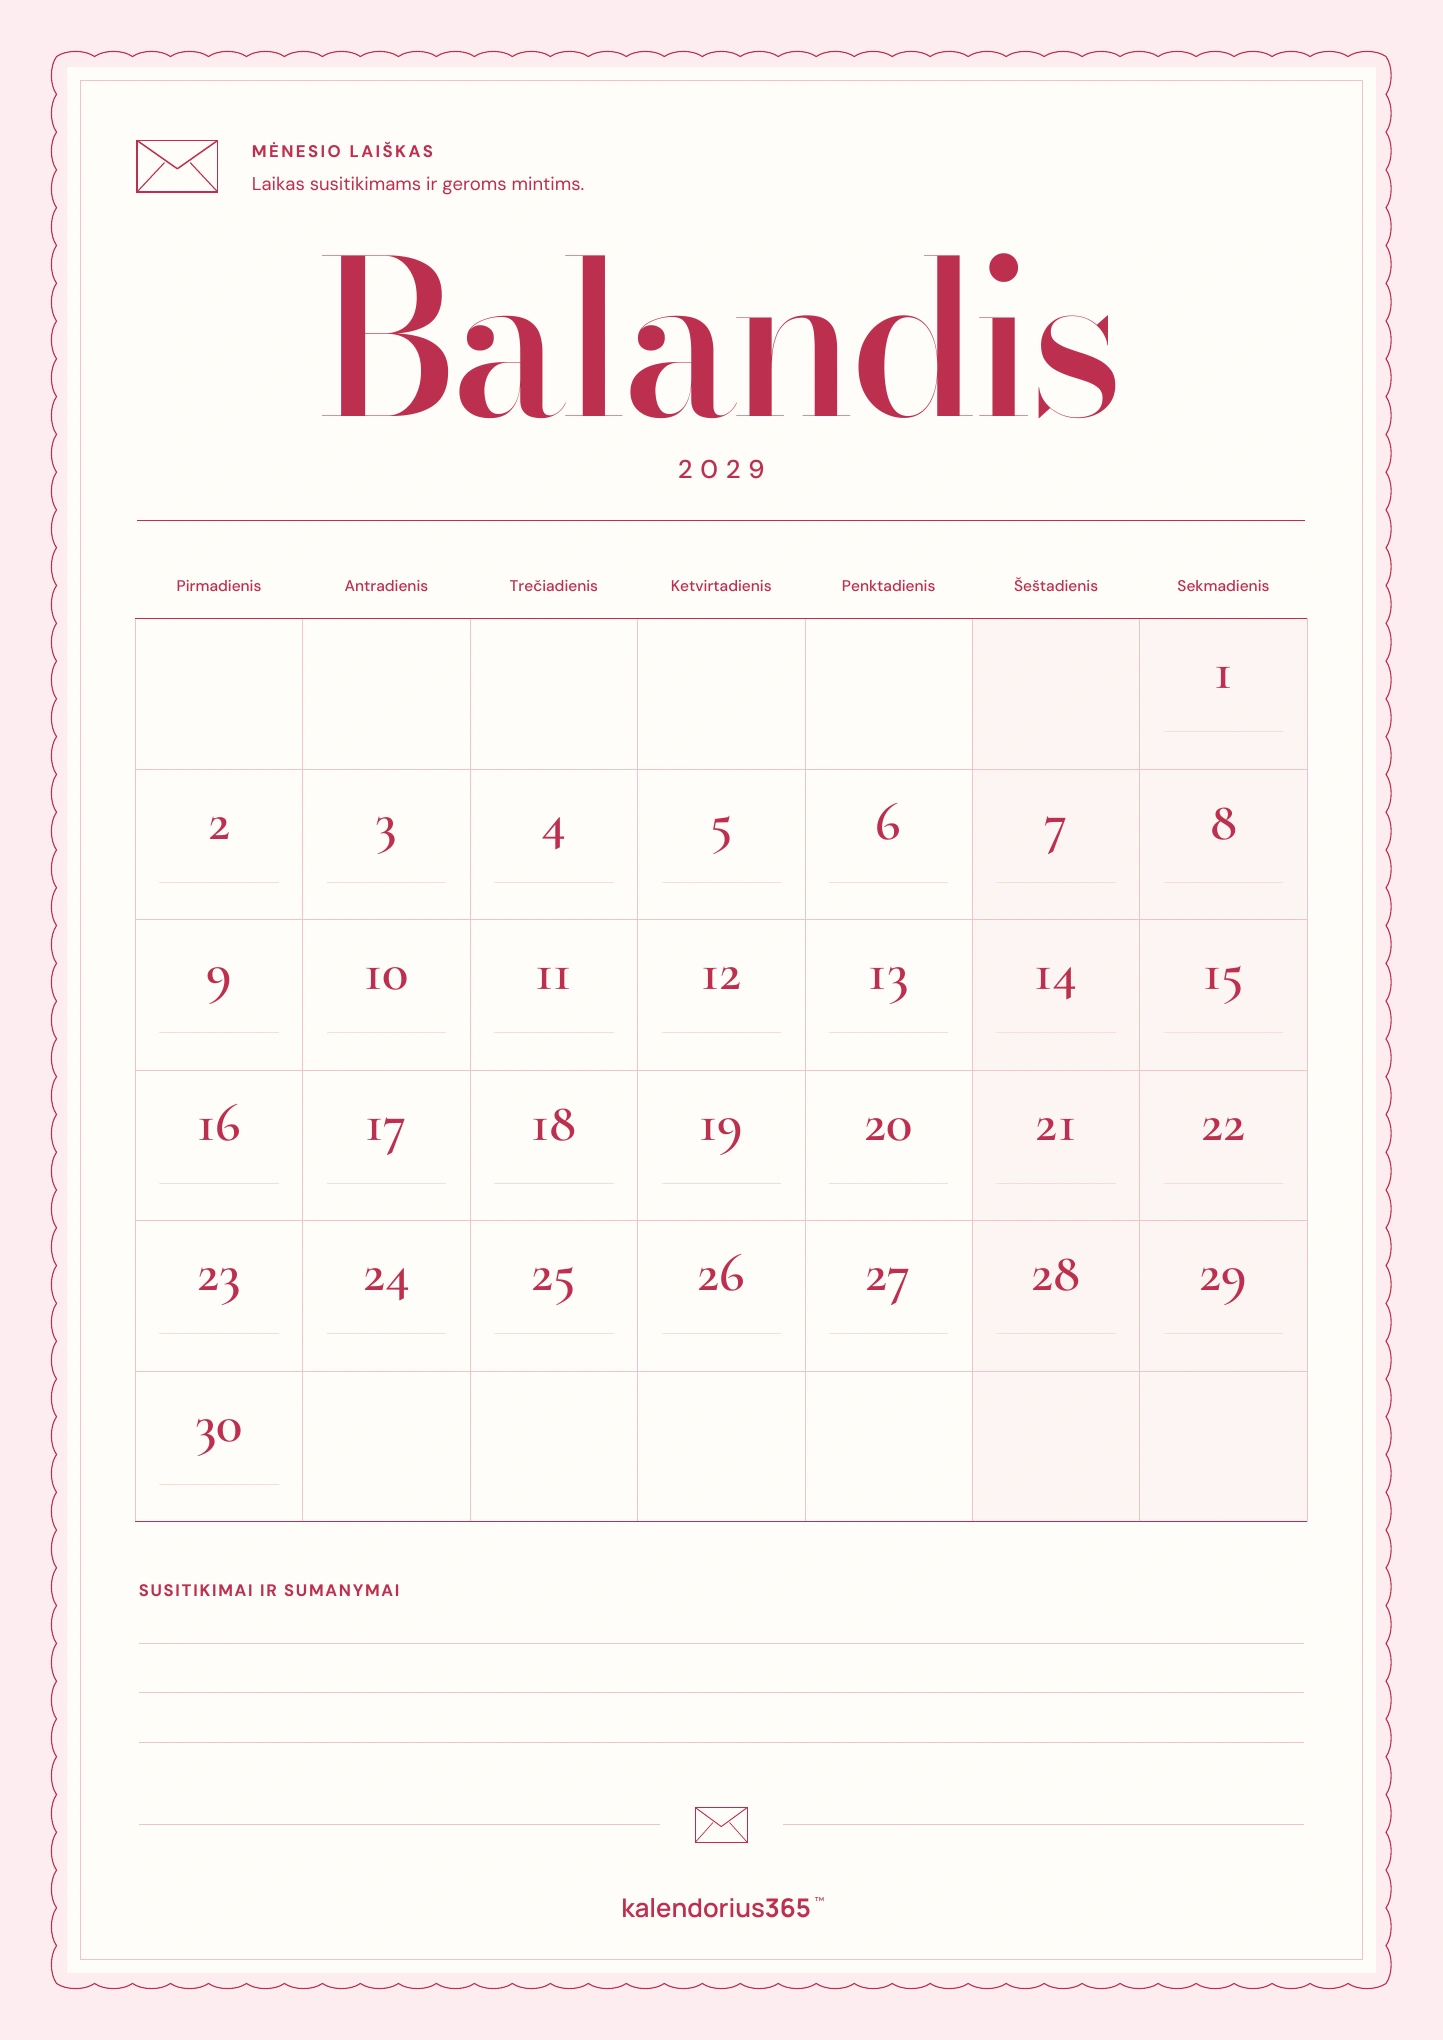 MĖNESIO LAIŠKAS
Laikas susitikimams ir geroms mintims.
Balandis
2029
Pirmadienis Antradienis Trečiadienis Ketvirtadienis Penktadienis Šeštadienis Sekmadienis
1
2 3 4 5 6 7 8
9 10 11 12 13 14 15
16 17 18 19 20 21 22
23 24 25 26 27 28 29
30
SUSITIKIMAI IR SUMANYMAI
kalendorius365™